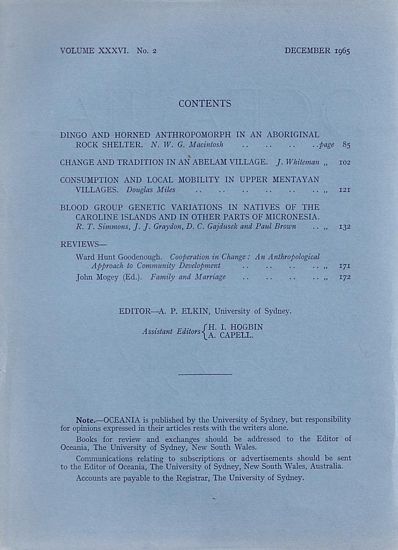 VOLUME XXXVI. No. 2 DECEMBER 1965
CONTENTS
DINGO AND HORNED ANTHROPOMORPH IN AN ABORIGINAL
ROCK SHELTER. N. W. G. Macintosh .. .. .. ..page 85
CHANGE AND TRADITION IN AN ABELAM VILLAGE. J. Whiteman „ 102
CONSUMPTION AND LOCAL MOBILITY IN UPPER MENTAYAN
VILLAGES. Douglas Miles .. .. .. .. .. .. „ 121
BLOOD GROUP GENETIC VARIATIONS IN NATIVES OF THE
CAROLINE ISLANDS AND IN OTHER PARTS OF MICRONESIA.
R. T. Simmons, J. J. Graydon, D. C. Gajdusek and Paul Brown .. „ 132
REVIEWS—
Ward Hunt Goodenough. Cooperation in Change: An Anthropological
Approach to Community Development .. .. .. .. „ 171
John Mogey (Ed.). Family and Marriage .. .. .. .. „ 172
EDITOR—A. P. ELKIN, University of Sydney.
Assistant Editors { H. I. HOGBIN
A. CAPELL.
Note.—OCEANIA is published by the University of Sydney, but responsibility
for opinions expressed in their articles rests with the writers alone.
Books for review and exchanges should be addressed to the Editor of
Oceania, The University of Sydney, New South Wales.
Communications relating to subscriptions or advertisements should be sent
to the Editor of Oceania, The University of Sydney, New South Wales, Australia.
Accounts are payable to the Registrar, The University of Sydney.